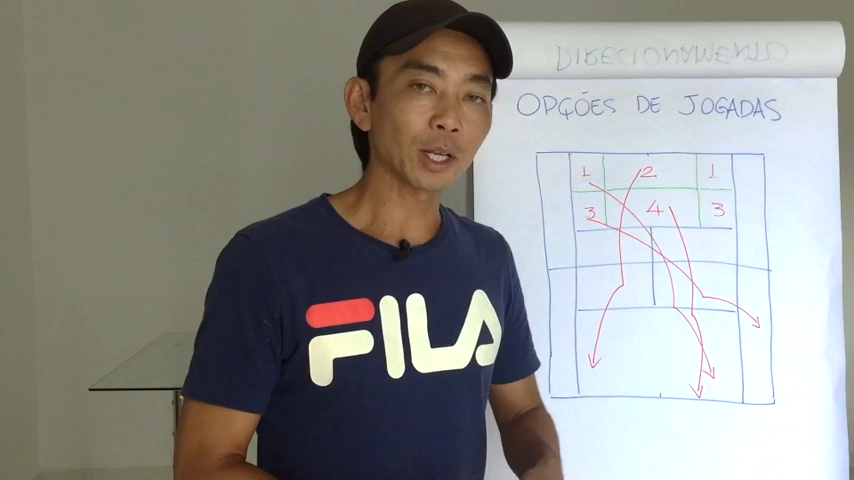 DIRECIONAMENTO
OPÇÕES DE JOGADAS
1 2 1
3 4 3
FILA